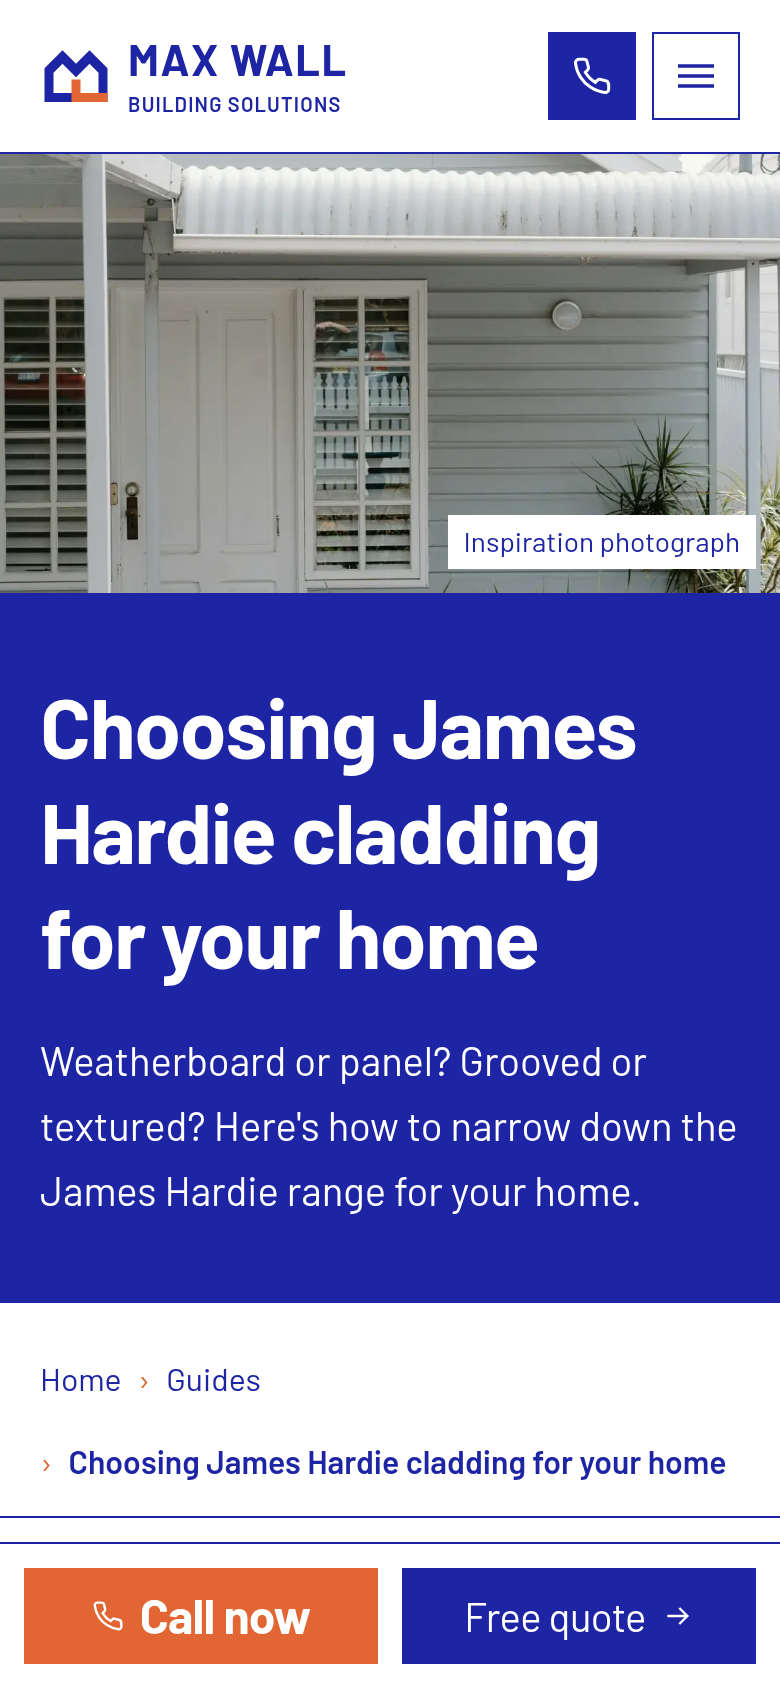 MAX WALL
BUILDING SOLUTIONS
Inspiration photograph
Choosing James
Hardie cladding
for your home
Weatherboard or panel? Grooved or
textured? Here's how to narrow down the
James Hardie range for your home.
Home › Guides
› Choosing James Hardie cladding for your home
Call now
Free quote →